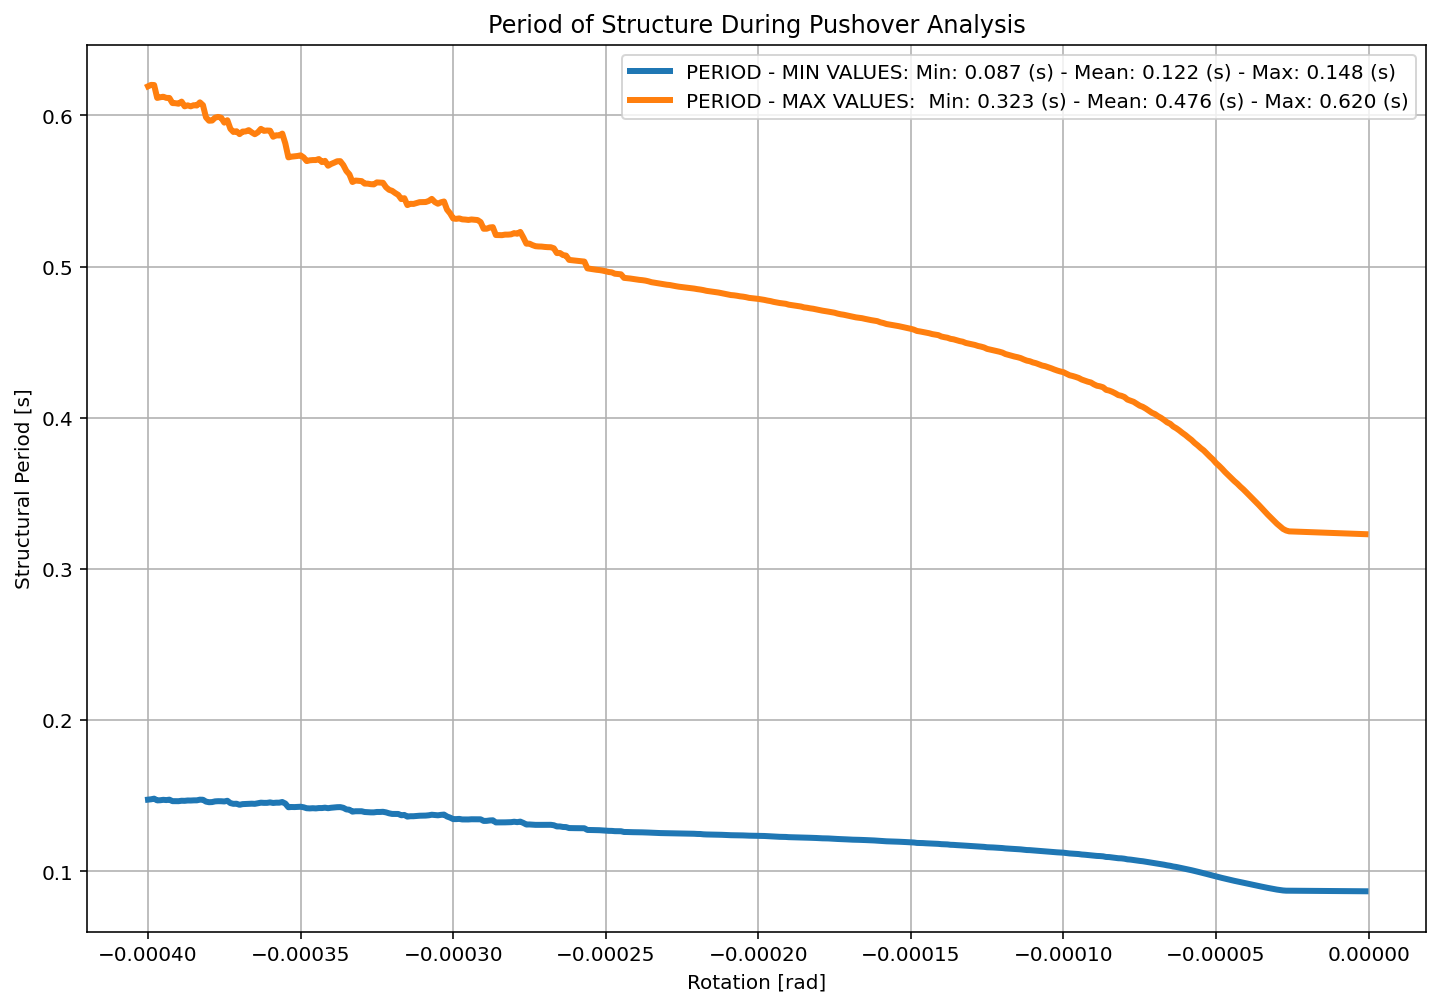 Period of Structure During Pushover Analysis
PERIOD - MIN VALUES: Min: 0.087 (s) - Mean: 0.122 (s) - Max: 0.148 (s)
PERIOD - MAX VALUES:  Min: 0.323 (s) - Mean: 0.476 (s) - Max: 0.620 (s)
Structural Period [s]
0.6
0.5
0.4
0.3
0.2
0.1
−0.00040 −0.00035 −0.00030 −0.00025 −0.00020 −0.00015 −0.00010 −0.00005 0.00000
Rotation [rad]